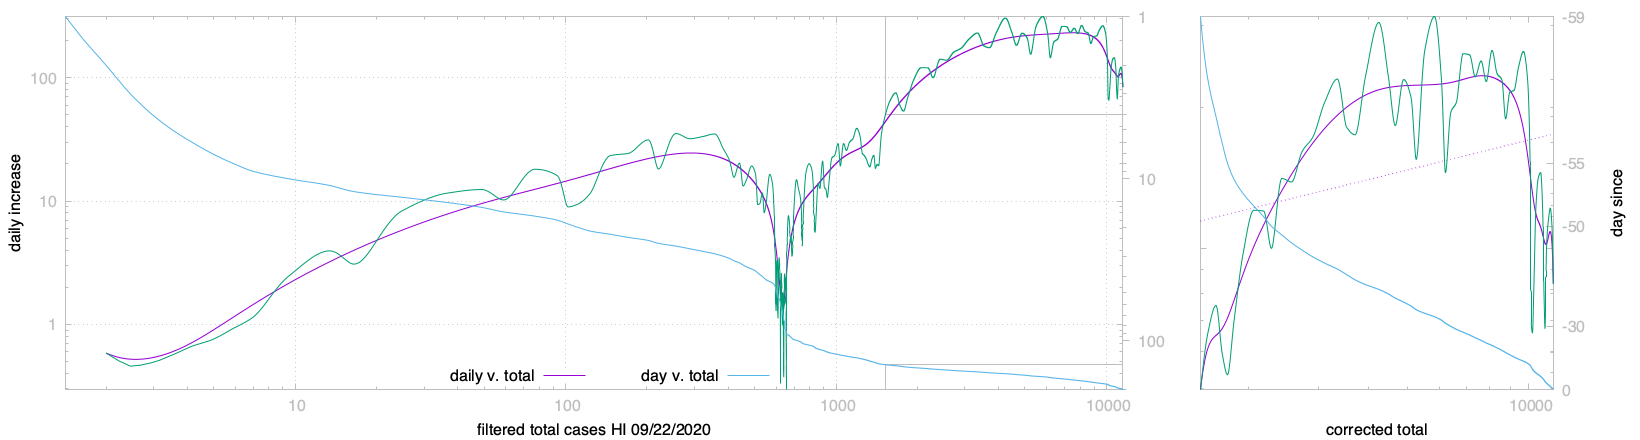 daily increase
100
10
1
1
10
100
daily v. total
day v. total
10
100
1000
10000
filtered total cases HI 09/22/2020
-59
-55
-50
-30
0
day since
10000
corrected total